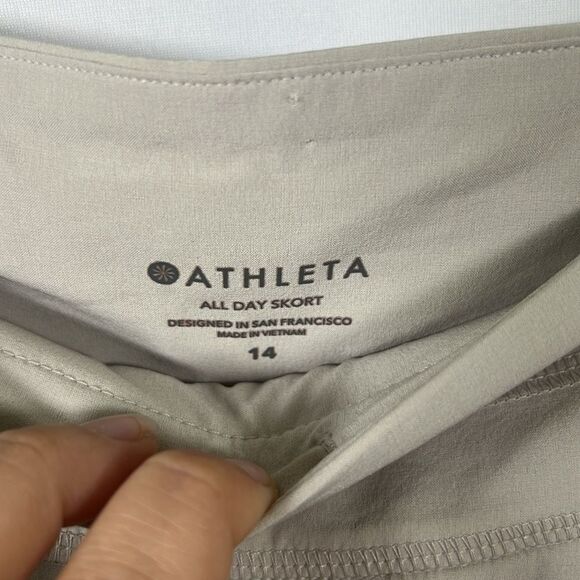 ATHLETA
ALL DAY SKORT
DESIGNED IN SAN FRANCISCO
MADE IN VIETNAM
14